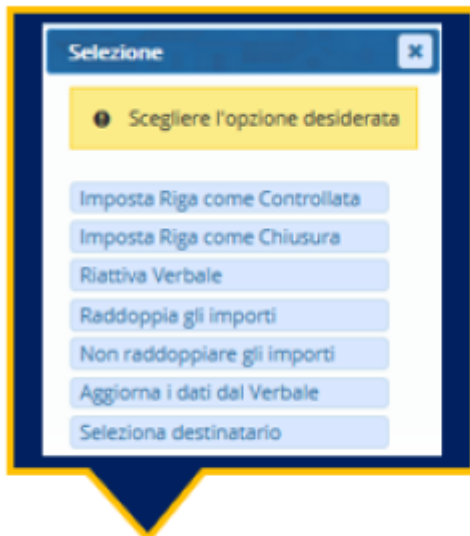 Selezione
Scegliere l'opzione desiderata
Imposta Riga come Controllata
Imposta Riga come Chiusura
Riattiva Verbale
Raddoppia gli importi
Non raddoppiare gli importi
Aggiorna i dati dal Verbale
Seleziona destinatario